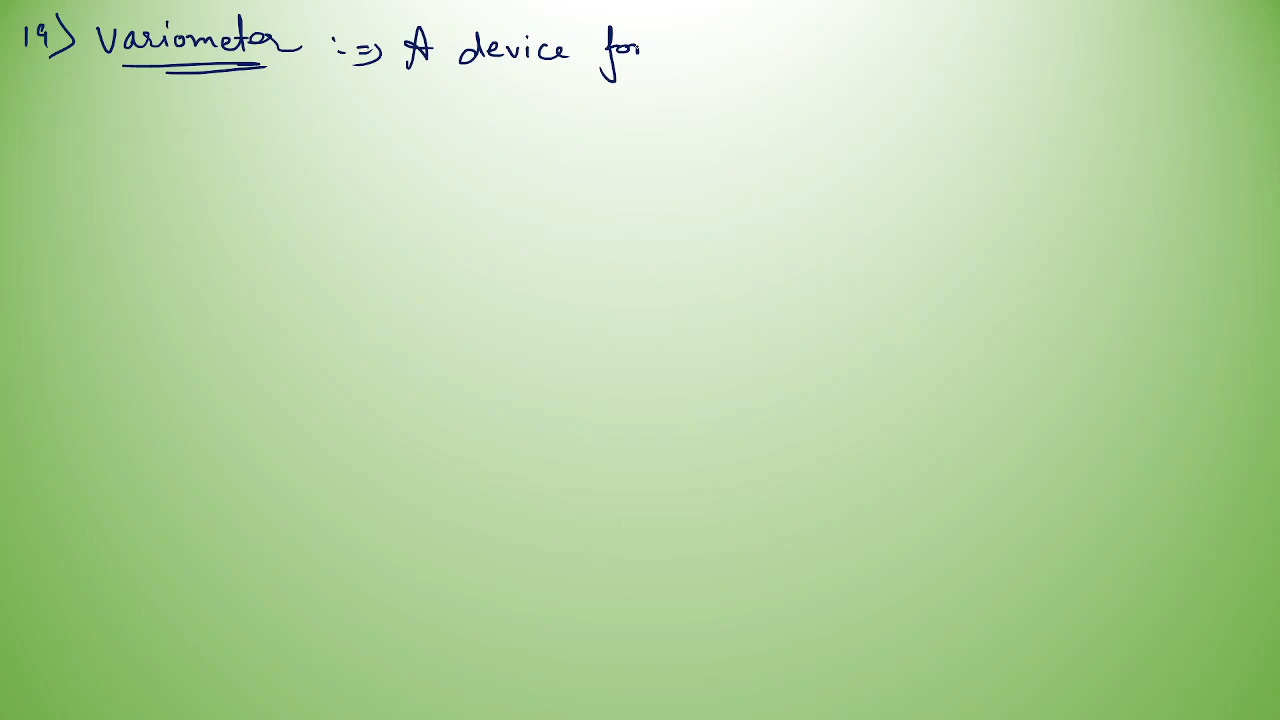 19) Variometer :-⇒ A device for